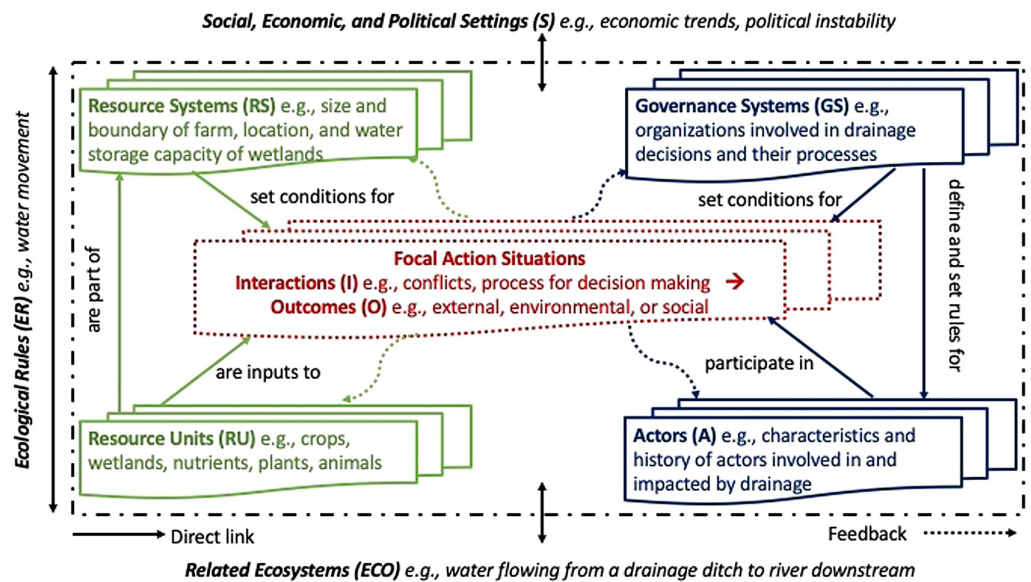 Social, Economic, and Political Settings (S) e.g., economic trends, political instability
Resource Systems (RS) e.g., size and
boundary of farm, location, and water
storage capacity of wetlands
Governance Systems (GS) e.g.,
organizations involved in drainage
decisions and their processes
set conditions for
set conditions for
Ecological Rules (ER) e.g., water movement
are part of
define and set rules for
Focal Action Situations
Interactions (I) e.g., conflicts, process for decision making →
Outcomes (O) e.g., external, environmental, or social
are inputs to
participate in
Resource Units (RU) e.g., crops,
wetlands, nutrients, plants, animals
Actors (A) e.g., characteristics and
history of actors involved in and
impacted by drainage
Direct link
Feedback
Related Ecosystems (ECO) e.g., water flowing from a drainage ditch to river downstream